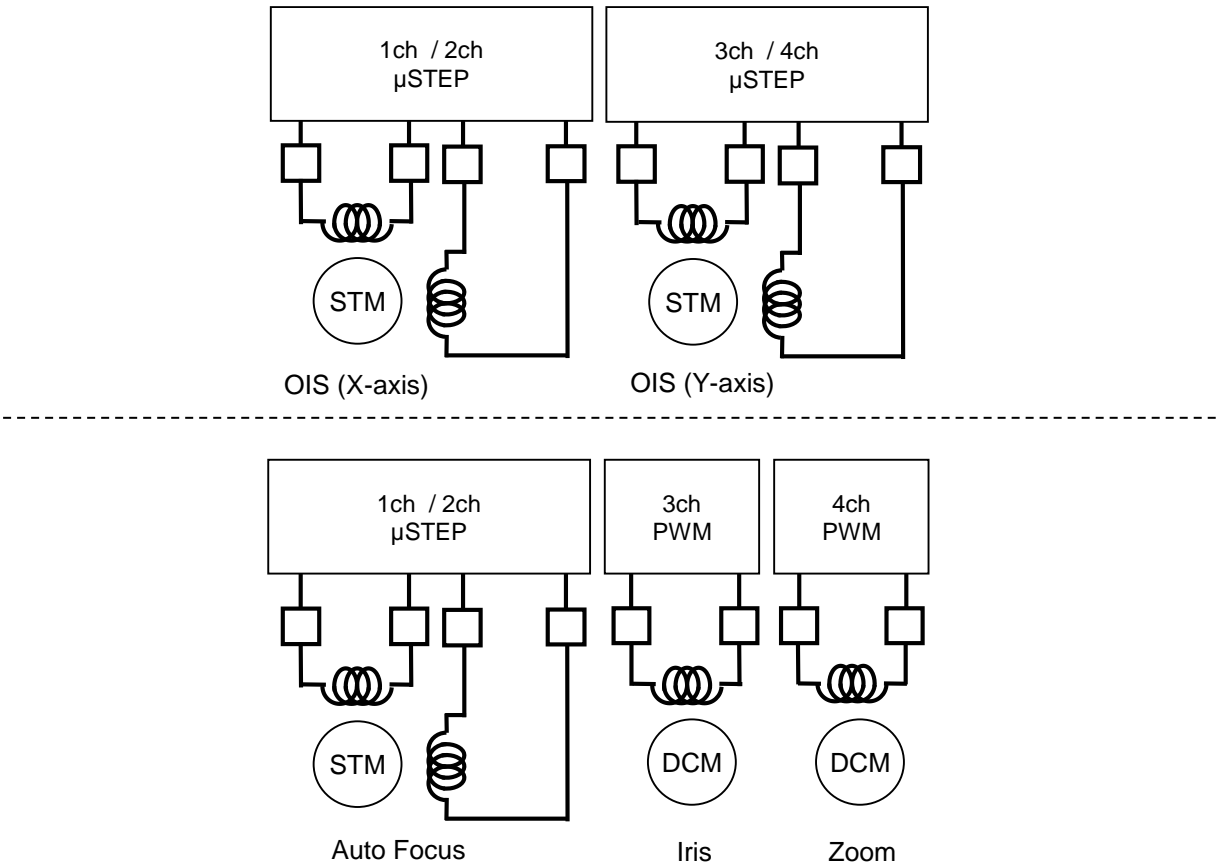 1ch / 2ch
µSTEP
3ch / 4ch
µSTEP
STM
STM
OIS (X-axis)
OIS (Y-axis)
1ch / 2ch
µSTEP
3ch
PWM
4ch
PWM
STM
DCM
DCM
Auto Focus
Iris
Zoom